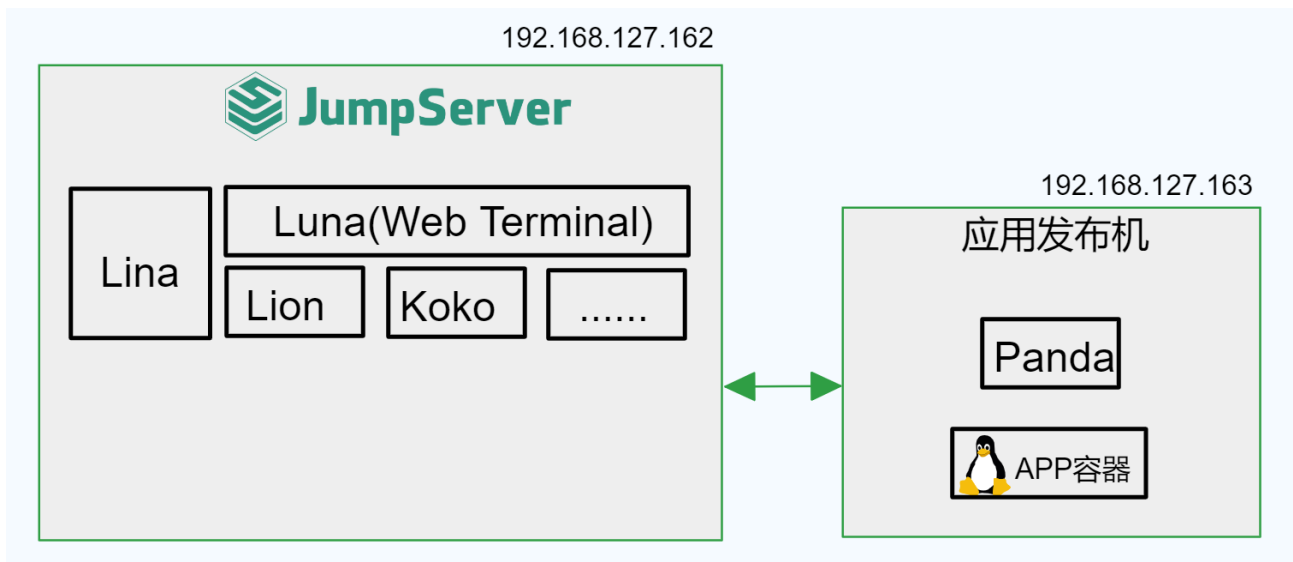 192.168.127.162
JumpServer
Lina
Luna(Web Terminal)
Lion
Koko
......
192.168.127.163
应用发布机
Panda
APP容器